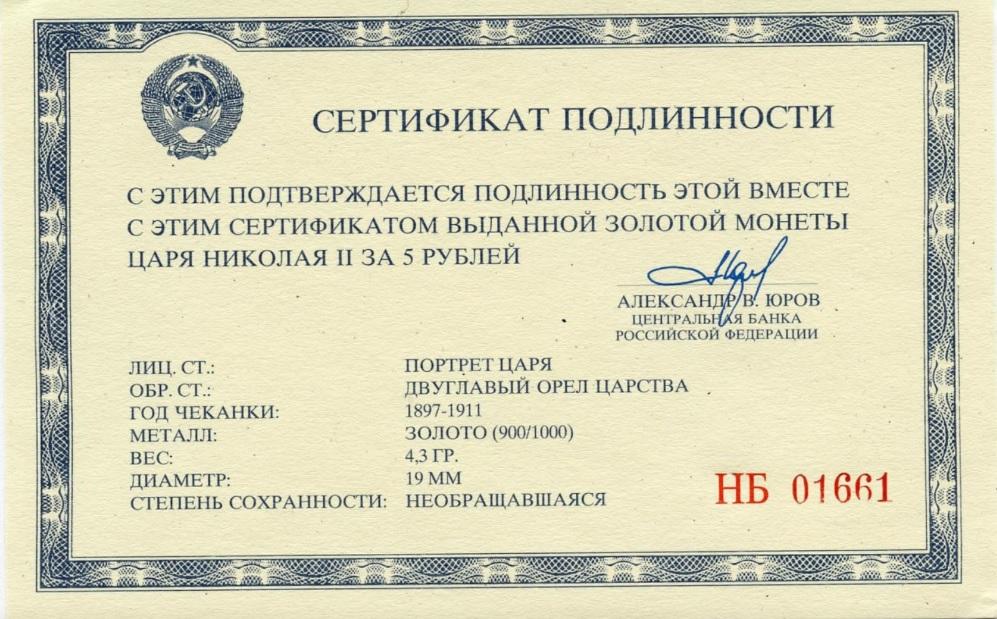 СЕРТИФИКАТ ПОДЛИННОСТИ
С ЭТИМ ПОДТВЕРЖДАЕТСЯ ПОДЛИННОСТЬ ЭТОЙ ВМЕСТЕ
С ЭТИМ СЕРТИФИКАТОМ ВЫДАННОЙ ЗОЛОТОЙ МОНЕТЫ
ЦАРЯ НИКОЛАЯ II ЗА 5 РУБЛЕЙ
АЛЕКСАНДР В. ЮРОВ
ЦЕНТРАЛЬНАЯ БАНКА
РОССИЙСКОЙ ФЕДЕРАЦИИ
ЛИЦ. СТ.: ПОРТРЕТ ЦАРЯ
ОБР. СТ.: ДВУГЛАВЫЙ ОРЕЛ ЦАРСТВА
ГОД ЧЕКАНКИ: 1897-1911
МЕТАЛЛ: ЗОЛОТО (900/1000)
ВЕС: 4,3 ГР.
ДИАМЕТР: 19 ММ
СТЕПЕНЬ СОХРАННОСТИ: НЕОБРАЩАВШАЯСЯ
НБ 01661